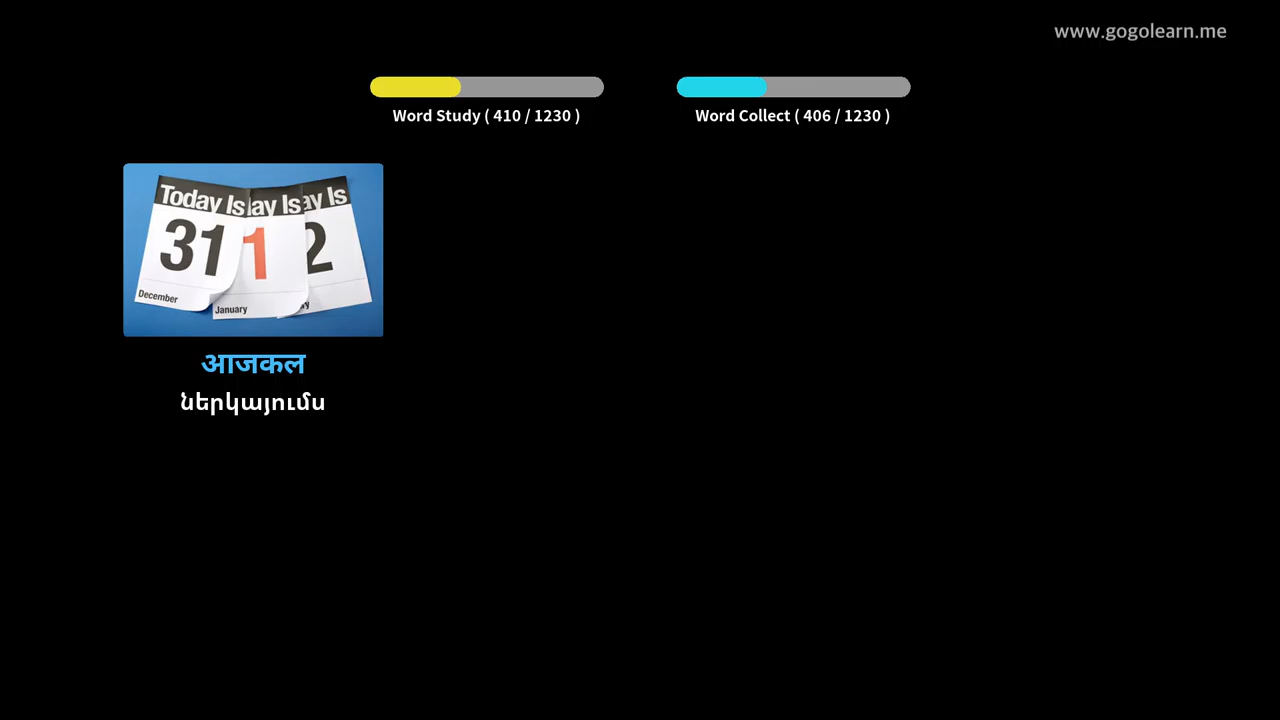 www.gogolearn.me
Word Study ( 410 / 1230 )
Word Collect ( 406 / 1230 )
Today Is
ay Is
ay Is
31
1
2
December
January
आजकल
ներկայումս